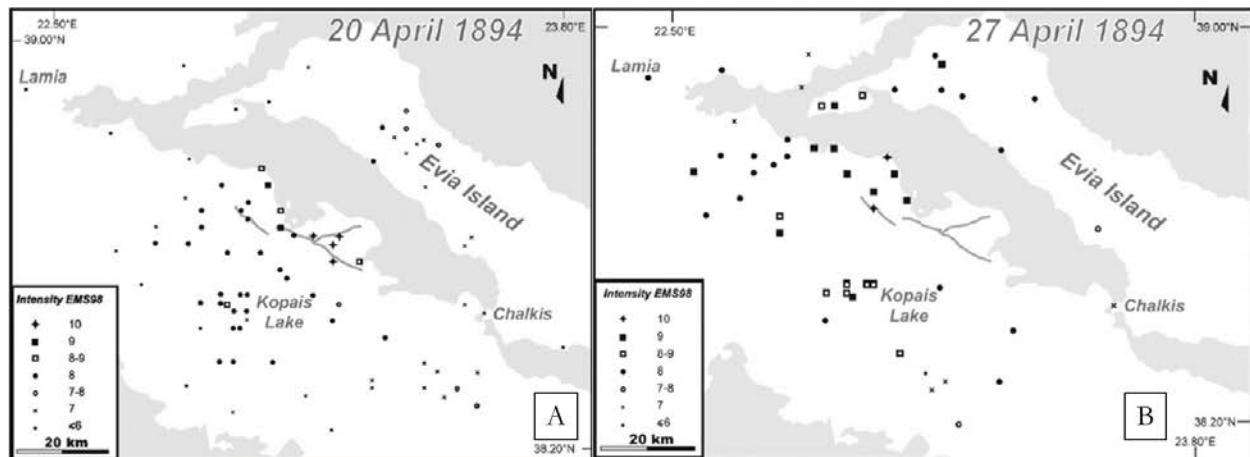 22.50°E
20 April 1894
23.80°E
39.00°N
Lamia
N
Evia Island
Intensity EMS98
10
9
8-9
8
7-8
7
≤6
20 km
Kopais
Lake
Chalkis
A
38.20°N
22.50°E
27 April 1894
39.00°N
Lamia
N
Evia Island
Intensity EMS98
10
9
8-9
8
7-8
7
≤6
20 km
Kopais
Lake
Chalkis
B
38.20°N
23.80°E